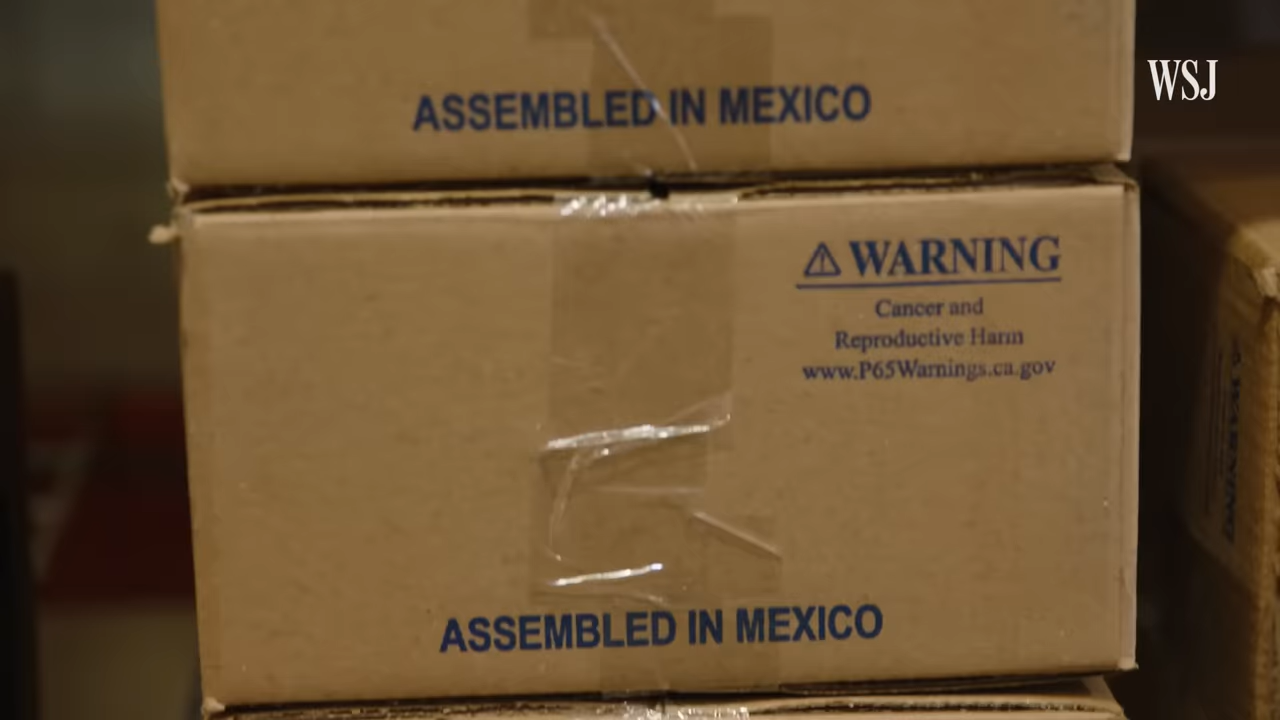 WSJ
ASSEMBLED IN MEXICO
⚠ WARNING
Cancer and
Reproductive Harm
www.P65Warnings.ca.gov
ASSEMBLED IN MEXICO